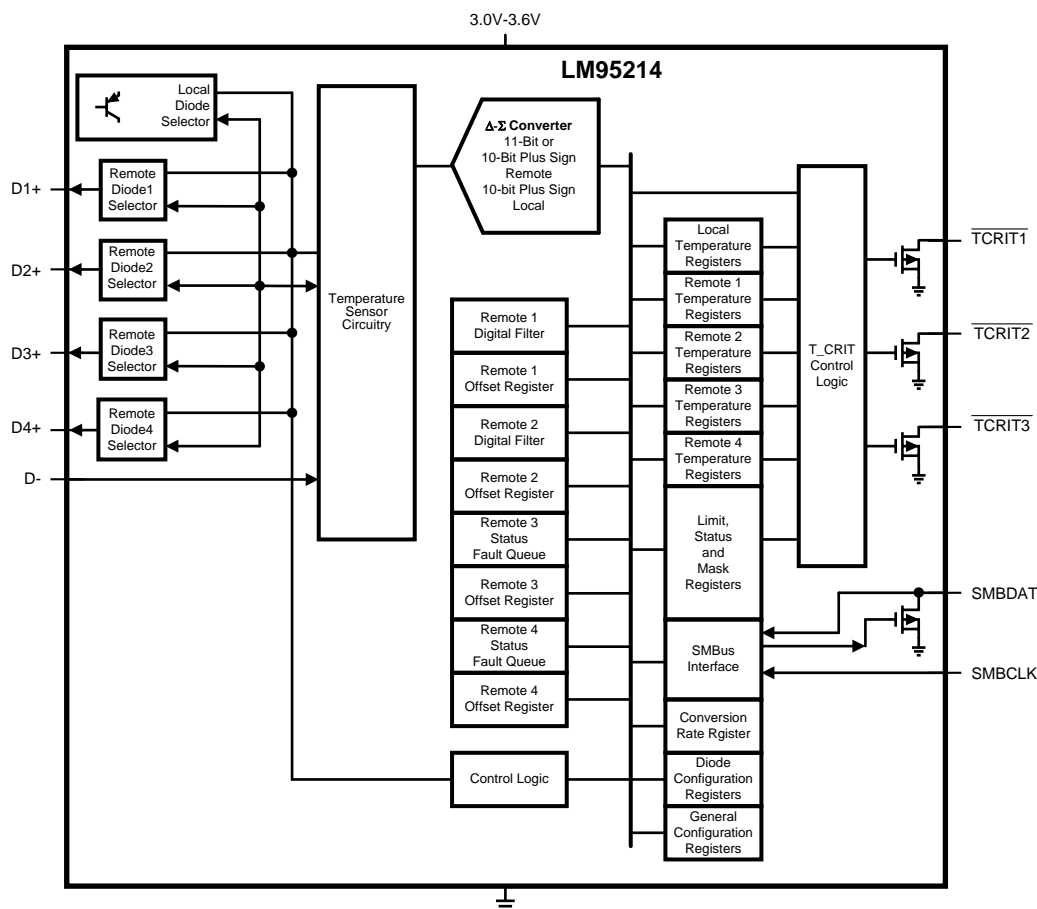 3.0V-3.6V
LM95214
Local
Diode
Selector
D1+
Remote
Diode1
Selector
D2+
Remote
Diode2
Selector
D3+
Remote
Diode3
Selector
D4+
Remote
Diode4
Selector
D-
Temperature
Sensor
Circuitry
Δ-Σ Converter
11-Bit or
10-Bit Plus Sign
Remote
10-bit Plus Sign
Local
Remote 1
Digital Filter
Remote 1
Offset Register
Remote 2
Digital Filter
Remote 2
Offset Register
Remote 3
Status
Fault Queue
Remote 3
Offset Register
Remote 4
Status
Fault Queue
Remote 4
Offset Register
Control Logic
Local
Temperature
Registers
Remote 1
Temperature
Registers
Remote 2
Temperature
Registers
Remote 3
Temperature
Registers
Remote 4
Temperature
Registers
Limit,
Status
and
Mask
Registers
SMBus
Interface
Conversion
Rate Rgister
Diode
Configuration
Registers
General
Configuration
Registers
T_CRIT
Control
Logic
TCRIT1
TCRIT2
TCRIT3
SMBDAT
SMBCLK